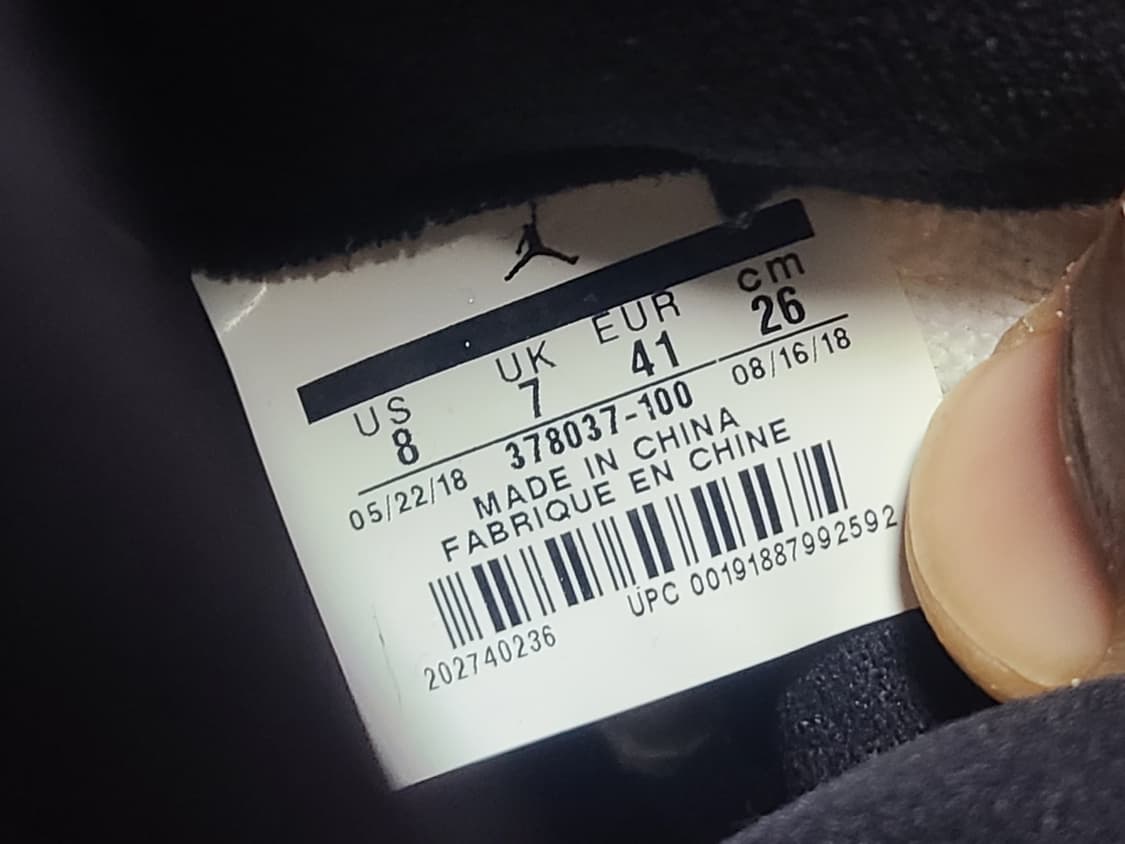 US UK EUR cm
8 7 41 26
05/22/18 378037-100 08/16/18
MADE IN CHINA
FABRIQUE EN CHINE
202740236 UPC 00191887992592